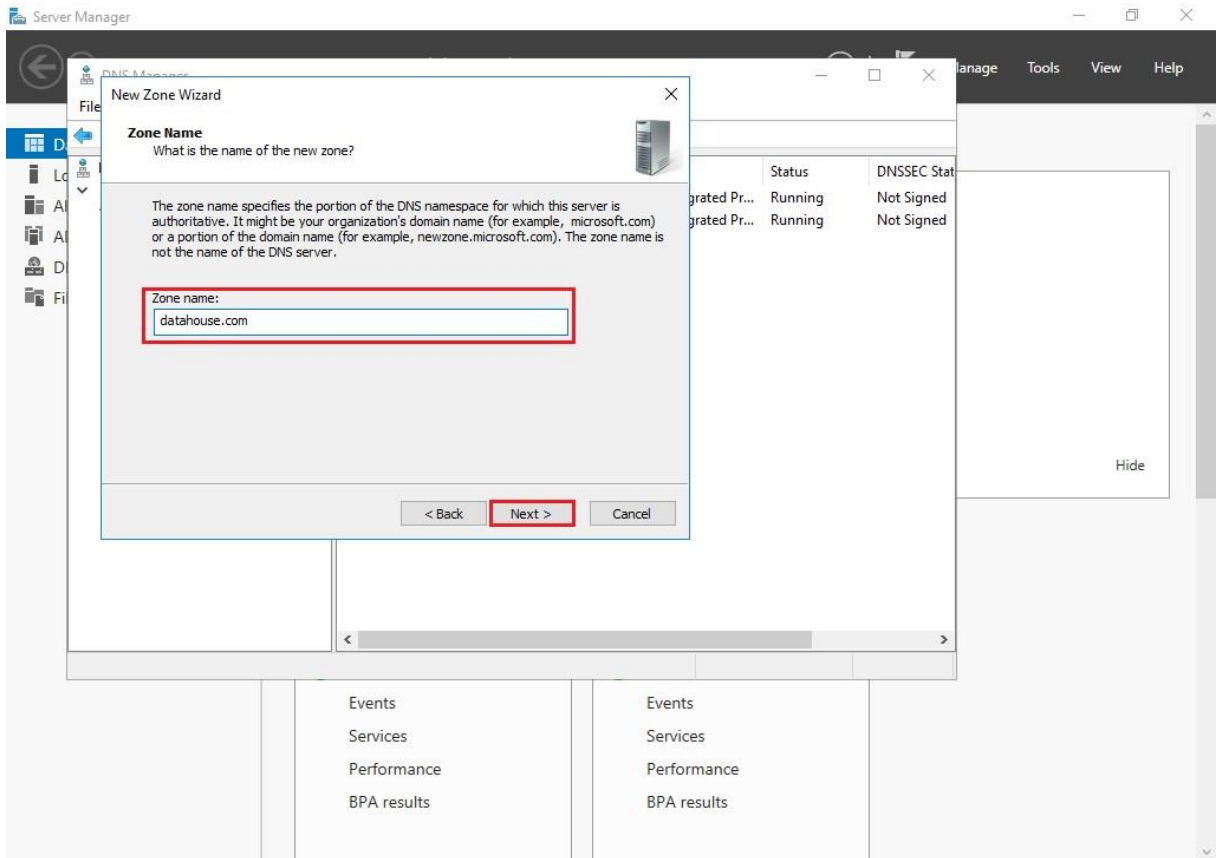 Server Manager
Manage Tools View Help
DNS Manager
File
New Zone Wizard
Zone Name
What is the name of the new zone?
Status DNSSEC Stat
The zone name specifies the portion of the DNS namespace for which this server is
authoritative. It might be your organization's domain name (for example, microsoft.com)
or a portion of the domain name (for example, newzone.microsoft.com). The zone name is
not the name of the DNS server.
grated Pr... Running Not Signed
grated Pr... Running Not Signed
D
Lo
Al
Al
D
Fi
Zone name:
datahouse.com
Hide
< Back Next > Cancel
Events Events
Services Services
Performance Performance
BPA results BPA results